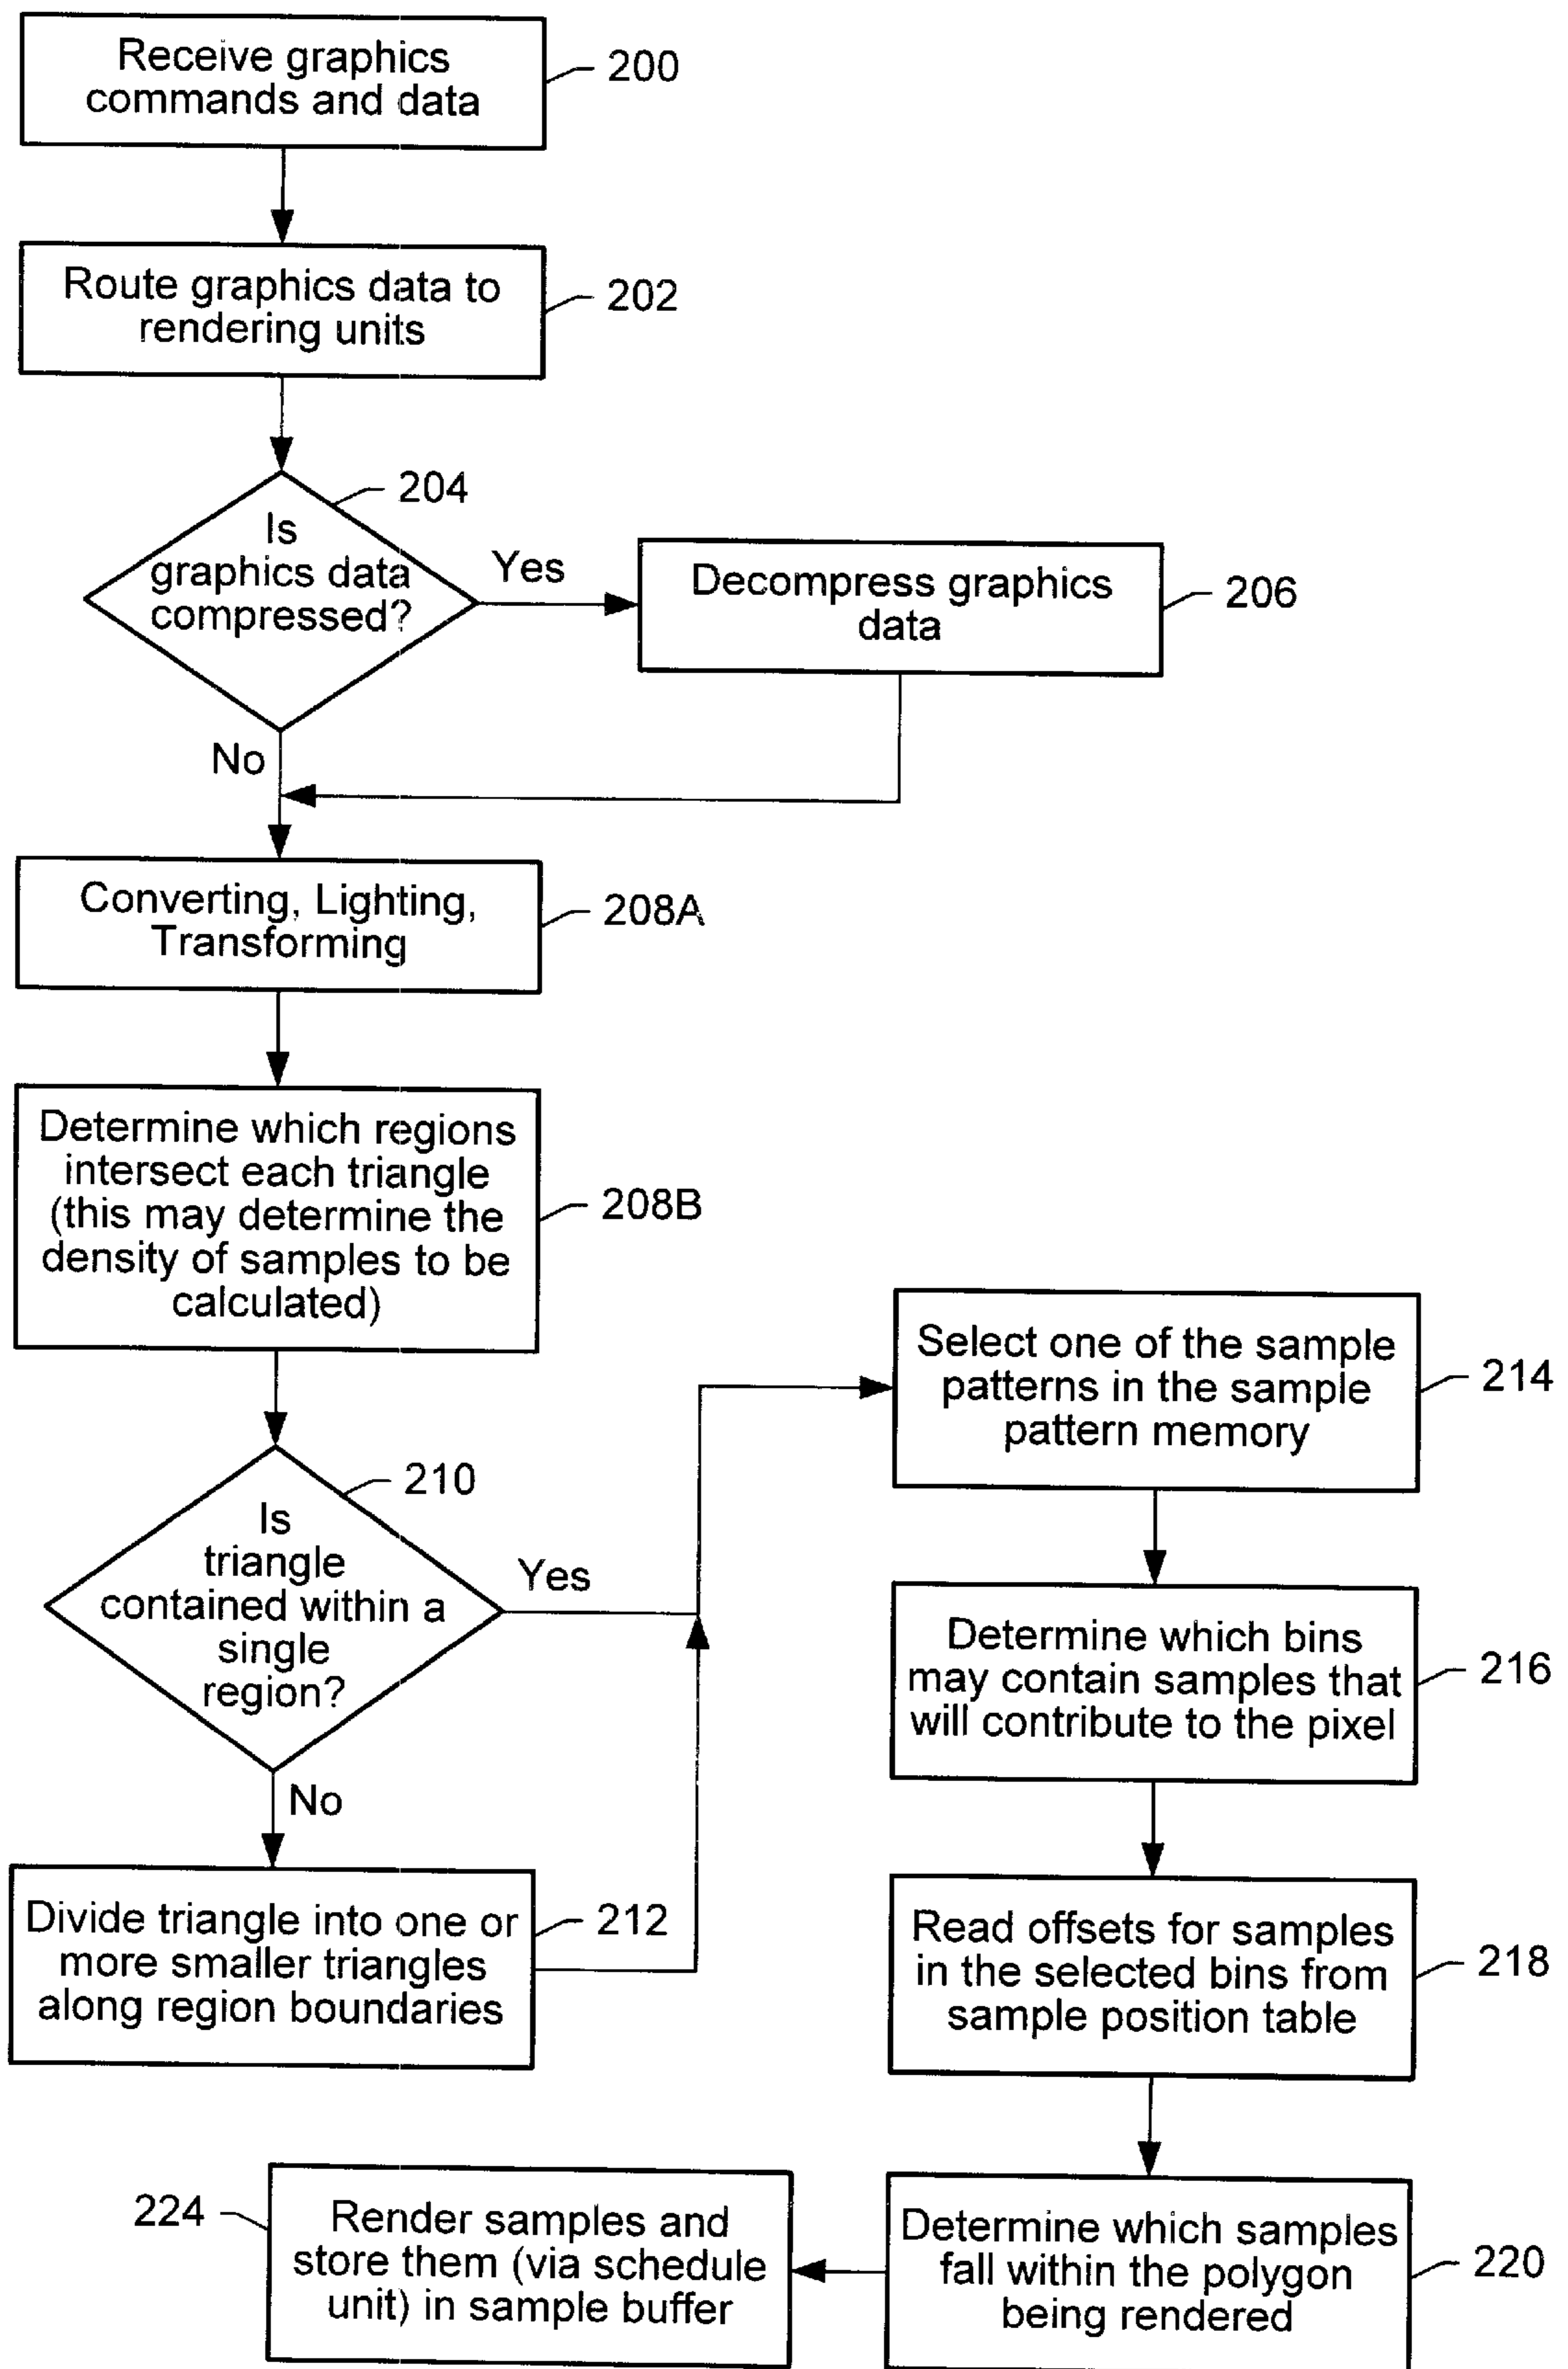 Receive graphics
commands and data
200
Route graphics data to
rendering units
202
204
Is
graphics data
compressed?
Yes
No
Decompress graphics
data
206
Converting, Lighting,
Transforming
208A
Determine which regions
intersect each triangle
(this may determine the
density of samples to be
calculated)
208B
210
Is
triangle
contained within a
single
region?
Yes
No
Divide triangle into one or
more smaller triangles
along region boundaries
212
Select one of the sample
patterns in the sample
pattern memory
214
Determine which bins
may contain samples that
will contribute to the pixel
216
Read offsets for samples
in the selected bins from
sample position table
218
Determine which samples
fall within the polygon
being rendered
220
224
Render samples and
store them (via schedule
unit) in sample buffer